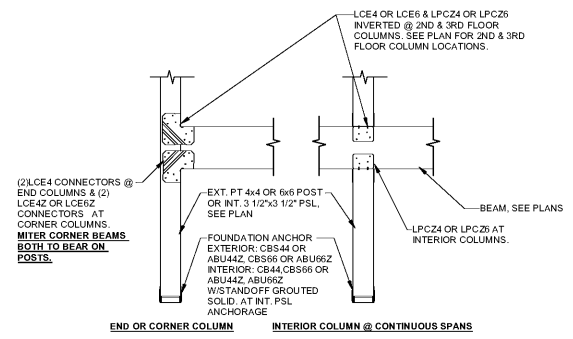 LCE4 OR LCE6 & LPCZ4 OR LPCZ6
INVERTED @ 2ND & 3RD FLOOR
COLUMNS. SEE PLAN FOR 2ND & 3RD
FLOOR COLUMN LOCATIONS.
(2)LCE4 CONNECTORS @
END COLUMNS & (2)
LCE4Z OR LCE6Z
CONNECTORS AT
CORNER COLUMNS.
MITER CORNER BEAMS
BOTH TO BEAR ON
POSTS.
EXT. PT 4x4 OR 6x6 POST
OR INT. 3 1/2"x3 1/2" PSL,
SEE PLAN
BEAM, SEE PLANS
LPCZ4 OR LPCZ6 AT
INTERIOR COLUMNS.
FOUNDATION ANCHOR
EXTERIOR: CBS44 OR
ABU44Z, CBS66 OR ABU66Z
INTERIOR: CB44,CBS66 OR
ABU44Z, ABU66Z
W/STANDOFF GROUTED
SOLID. AT INT. PSL
ANCHORAGE
END OR CORNER COLUMN
INTERIOR COLUMN @ CONTINUOUS SPANS